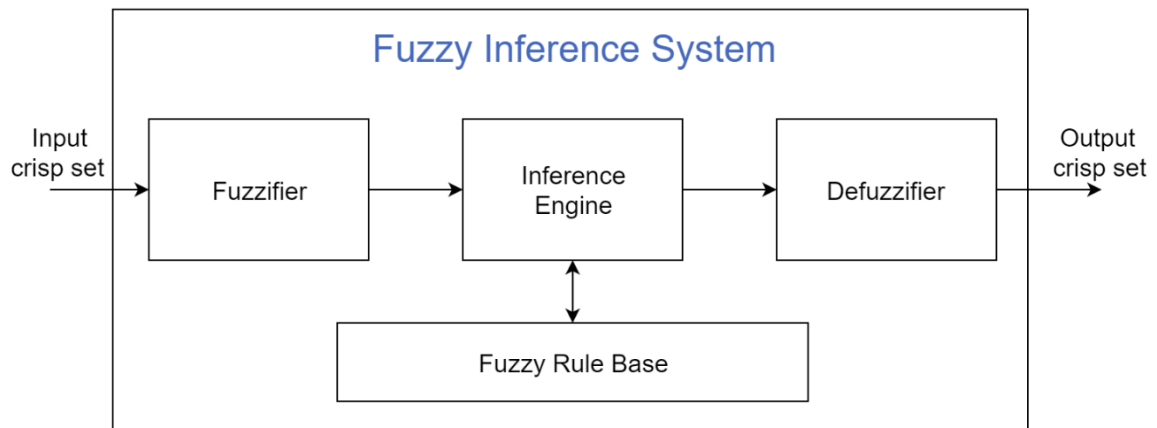 Fuzzy Inference System
Input
crisp set
Fuzzifier
Inference
Engine
Defuzzifier
Output
crisp set
Fuzzy Rule Base